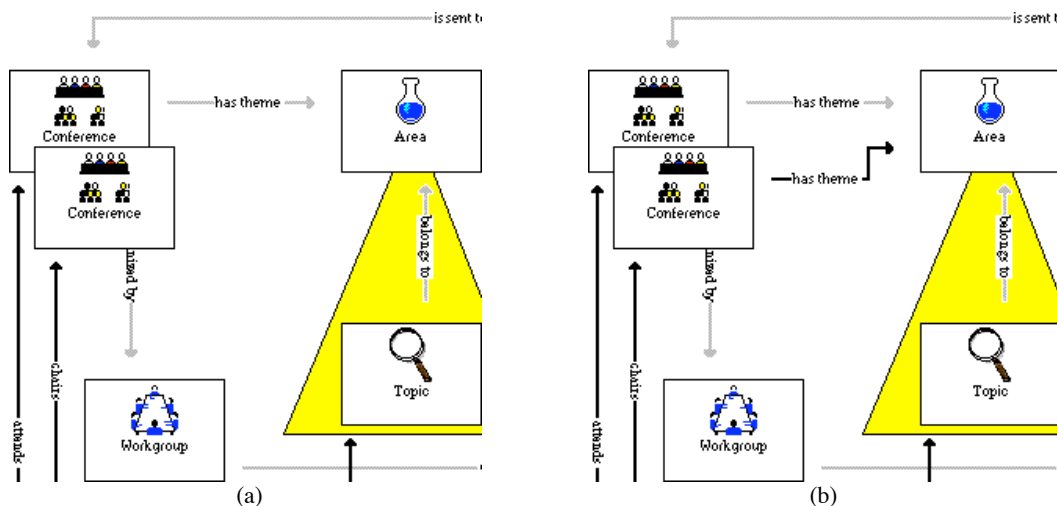 is sent to
Conference
has theme
Area
Conference
belongs to
nized by
chairs
Topic
attends
Workgroup
(a)
is sent t
Conference
has theme
Area
has theme
Conference
belongs to
nized by
chairs
Topic
attends
Workgroup
(b)